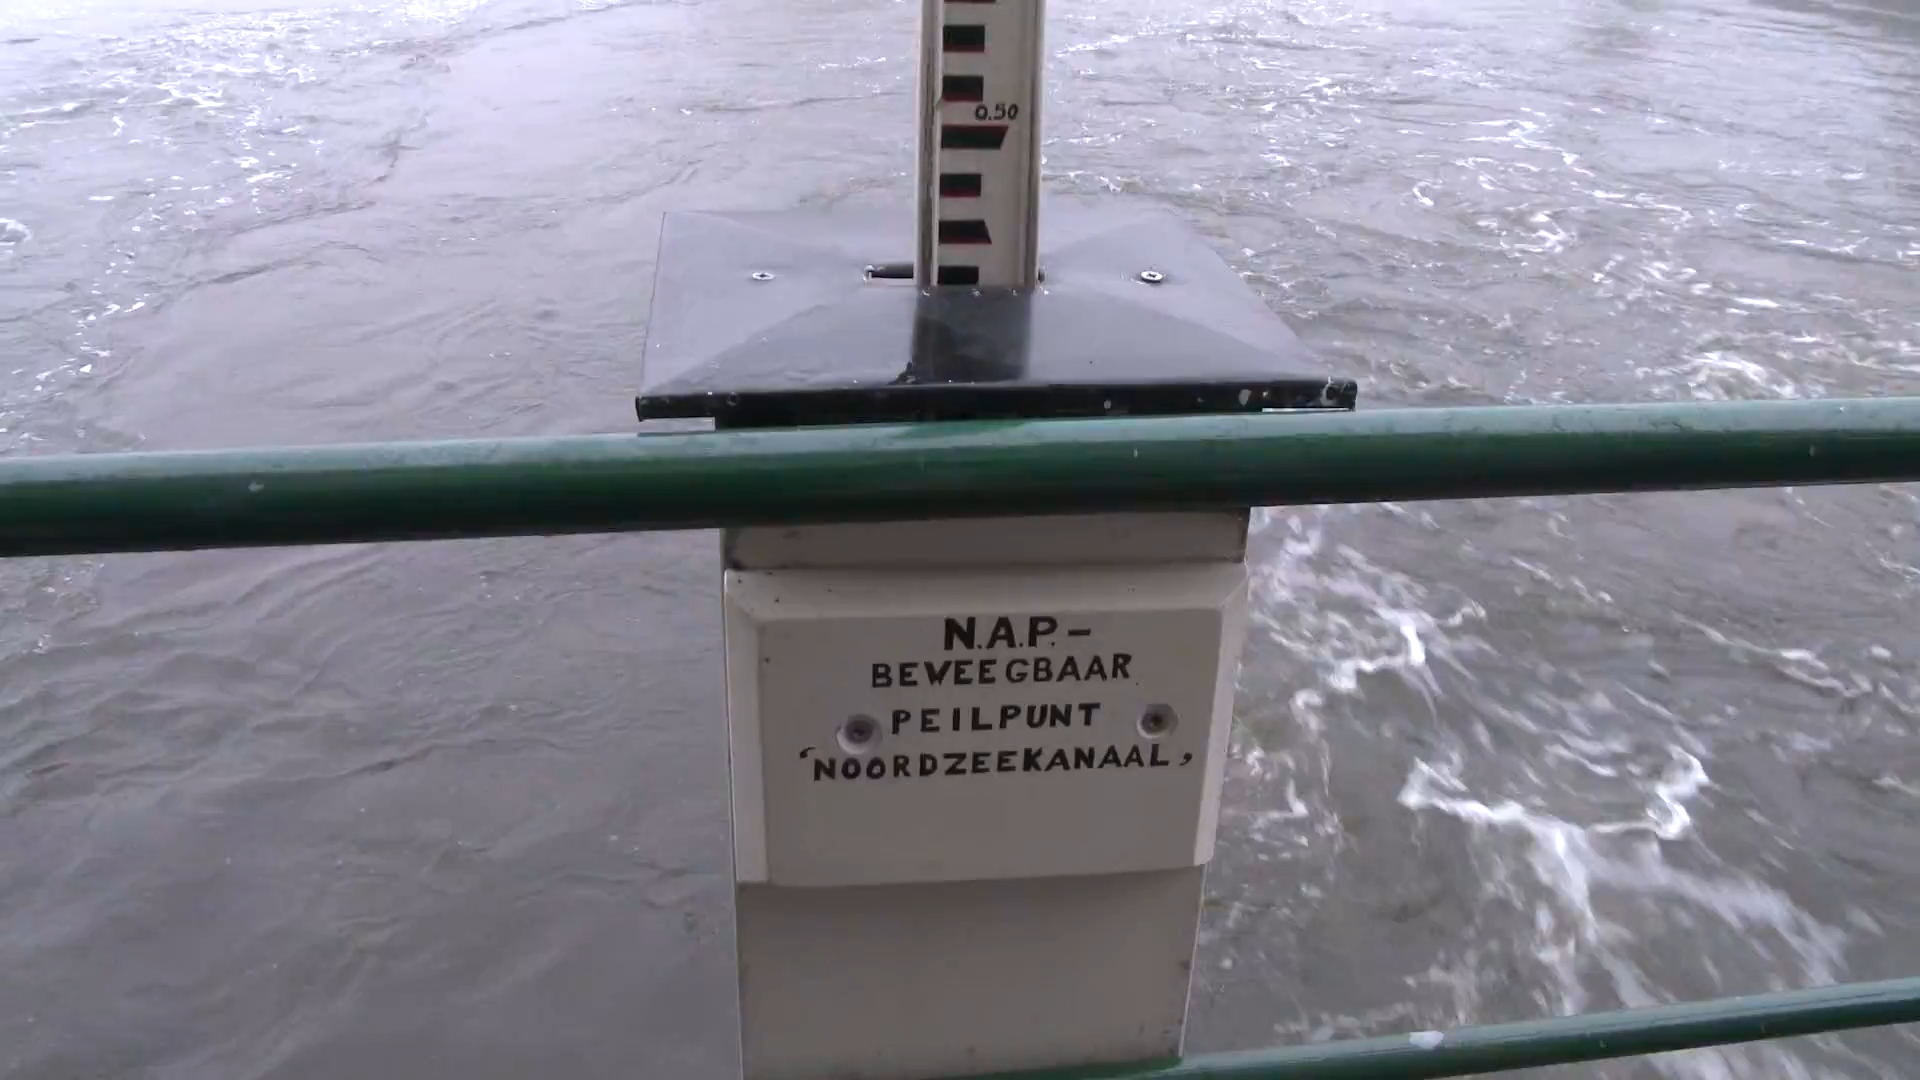 0.50
N.A.P. –
BEWEEGBAAR
PEILPUNT
‘NOORDZEEKANAAL’